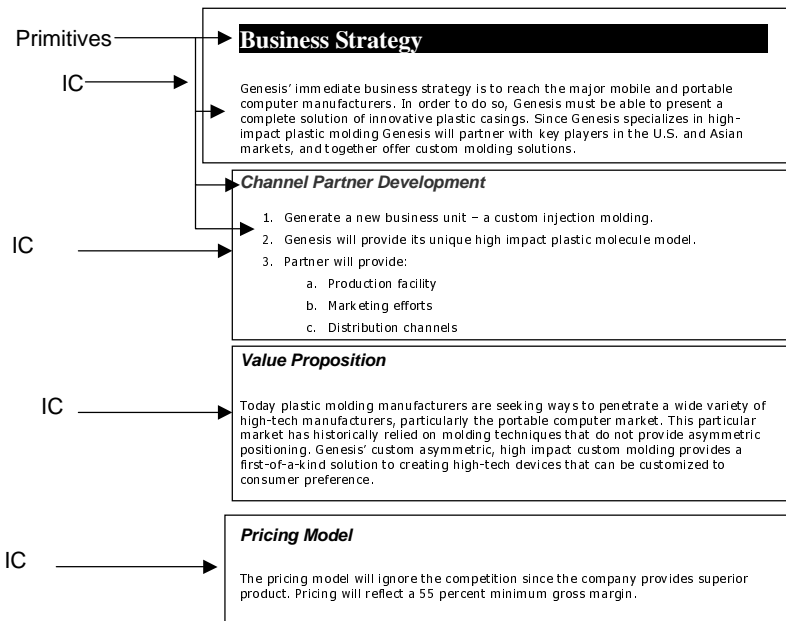 Primitives
Business Strategy
IC
Genesis' immediate business strategy is to reach the major mobile and portable
computer manufacturers. In order to do so, Genesis must be able to present a
complete solution of innovative plastic casings. Since Genesis specializes in high-
impact plastic molding Genesis will partner with key players in the U.S. and Asian
markets, and together offer custom molding solutions.
Channel Partner Development
1. Generate a new business unit – a custom injection molding.
IC
2. Genesis will provide its unique high impact plastic molecule model.
3. Partner will provide:
a. Production facility
b. Marketing efforts
c. Distribution channels
Value Proposition
IC
Today plastic molding manufacturers are seeking ways to penetrate a wide variety of
high-tech manufacturers, particularly the portable computer market. This particular
market has historically relied on molding techniques that do not provide asymmetric
positioning. Genesis' custom asymmetric, high impact custom molding provides a
first-of-a-kind solution to creating high-tech devices that can be customized to
consumer preference.
Pricing Model
IC
The pricing model will ignore the competition since the company provides superior
product. Pricing will reflect a 55 percent minimum gross margin.